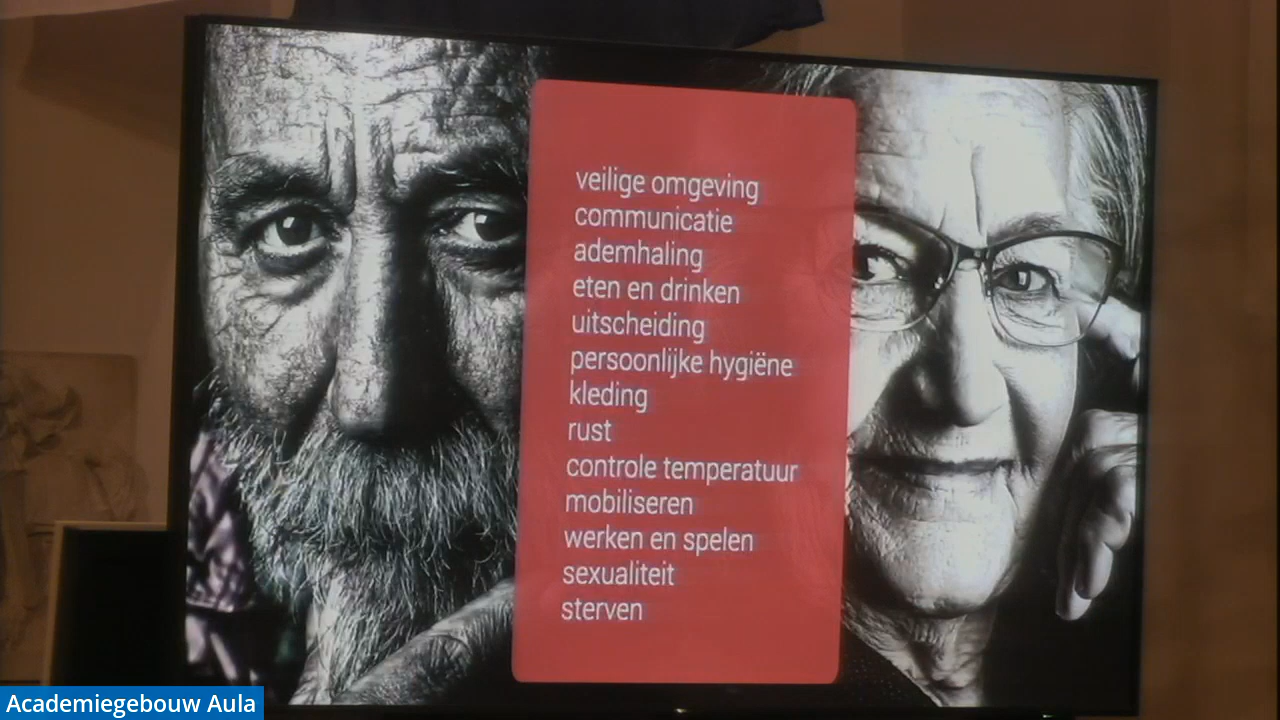 veilige omgeving
communicatie
ademhaling
eten en drinken
uitscheiding
persoonlijke hygiëne
kleding
rust
controle temperatuur
mobiliseren
werken en spelen
sexualiteit
sterven
Academiegebouw Aula